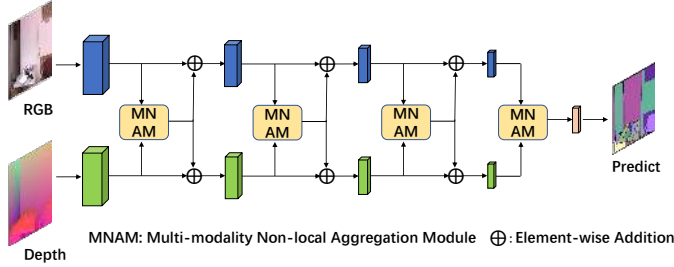 RGB
MN
AM
MN
AM
MN
AM
MN
AM
Predict
Depth
MNAM: Multi-modality Non-local Aggregation Module ⊕: Element-wise Addition